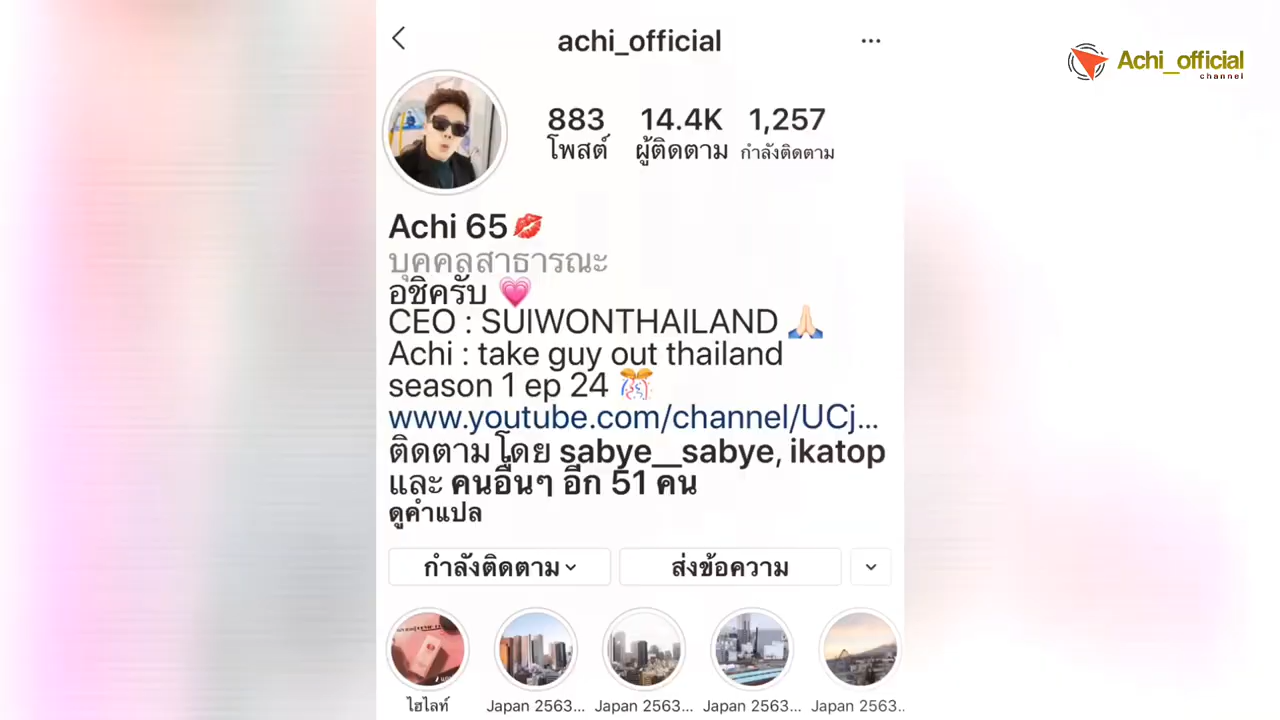 achi_official
Achi_official
channel
883 14.4K 1,257
โพสต์ ผู้ติดตาม กำลังติดตาม
Achi 65💋
บุคคลสาธารณะ
อชิครับ 💗
CEO : SUIWONTHAILAND 🙏🏻
Achi : take guy out thailand
season 1 ep 24 🎊
www.youtube.com/channel/UCj...
ติดตามโดย sabye__sabye, ikatop
และ คนอื่นๆ อีก 51 คน
ดูคำแปล
กำลังติดตาม ส่งข้อความ
ไฮไลท์ Japan 2563... Japan 2563... Japan 2563... Japan 2563..